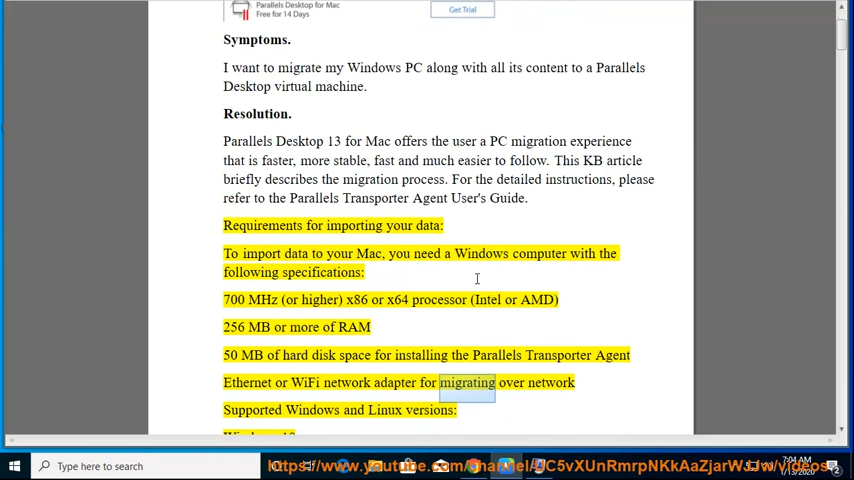 Parallels Desktop for Mac
Free for 14 Days
Get Trial
Symptoms.
I want to migrate my Windows PC along with all its content to a Parallels
Desktop virtual machine.
Resolution.
Parallels Desktop 13 for Mac offers the user a PC migration experience
that is faster, more stable, fast and much easier to follow. This KB article
briefly describes the migration process. For the detailed instructions, please
refer to the Parallels Transporter Agent User's Guide.
Requirements for importing your data:
To import data to your Mac, you need a Windows computer with the
following specifications:
700 MHz (or higher) x86 or x64 processor (Intel or AMD)
256 MB or more of RAM
50 MB of hard disk space for installing the Parallels Transporter Agent
Ethernet or WiFi network adapter for migrating over network
Supported Windows and Linux versions:
Windows 10
Type here to search
7:04 AM
7/13/2020
2